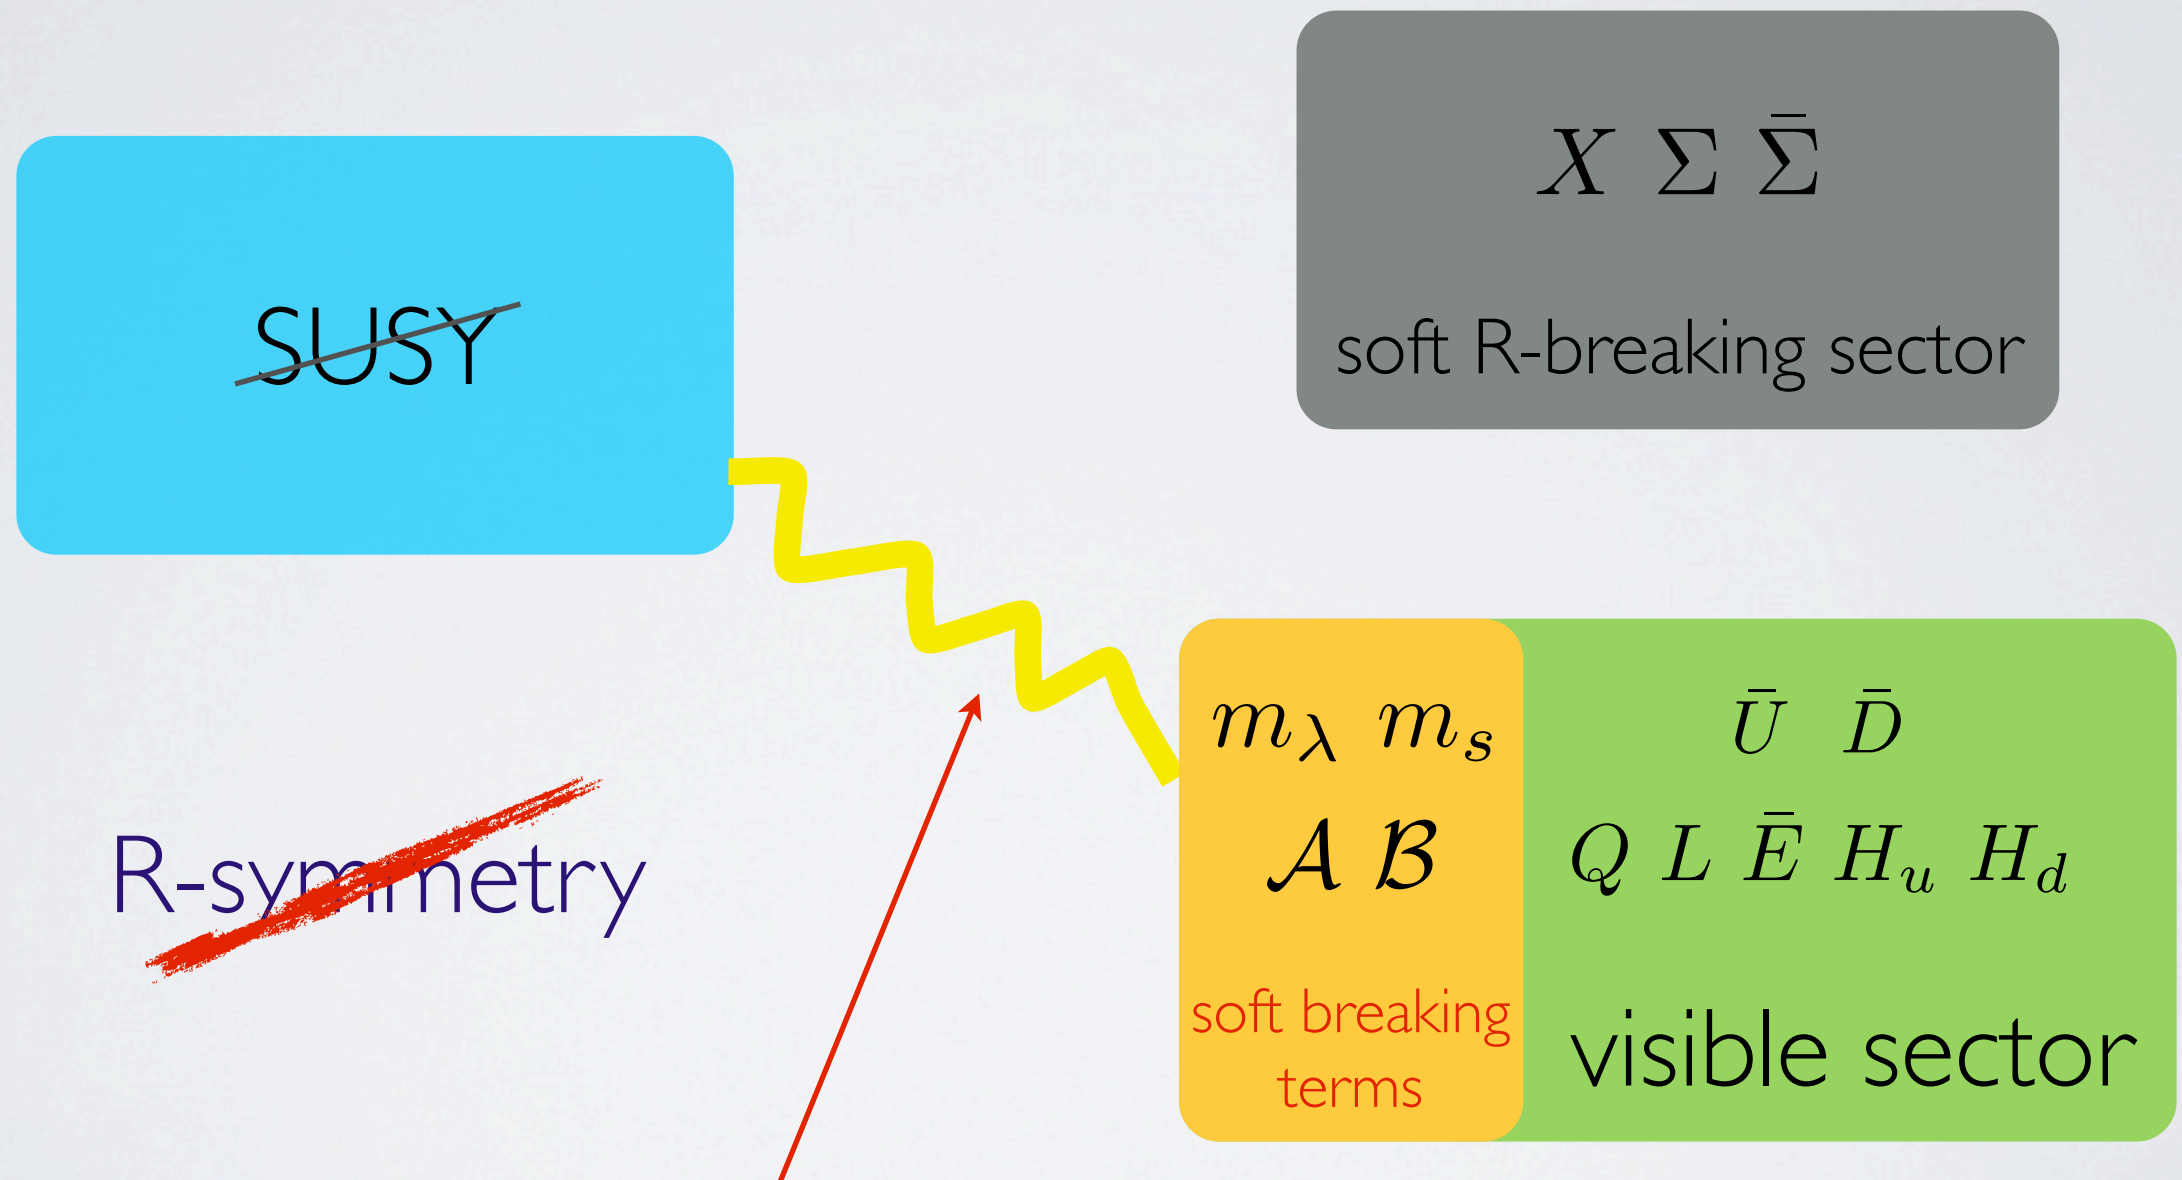 X Σ Σ̄
soft R-breaking sector
SUSY
R-symmetry
m_λ m_s
𝒜 ℬ
soft breaking
terms
Ū D̄
Q L Ē H_u H_d
visible sector